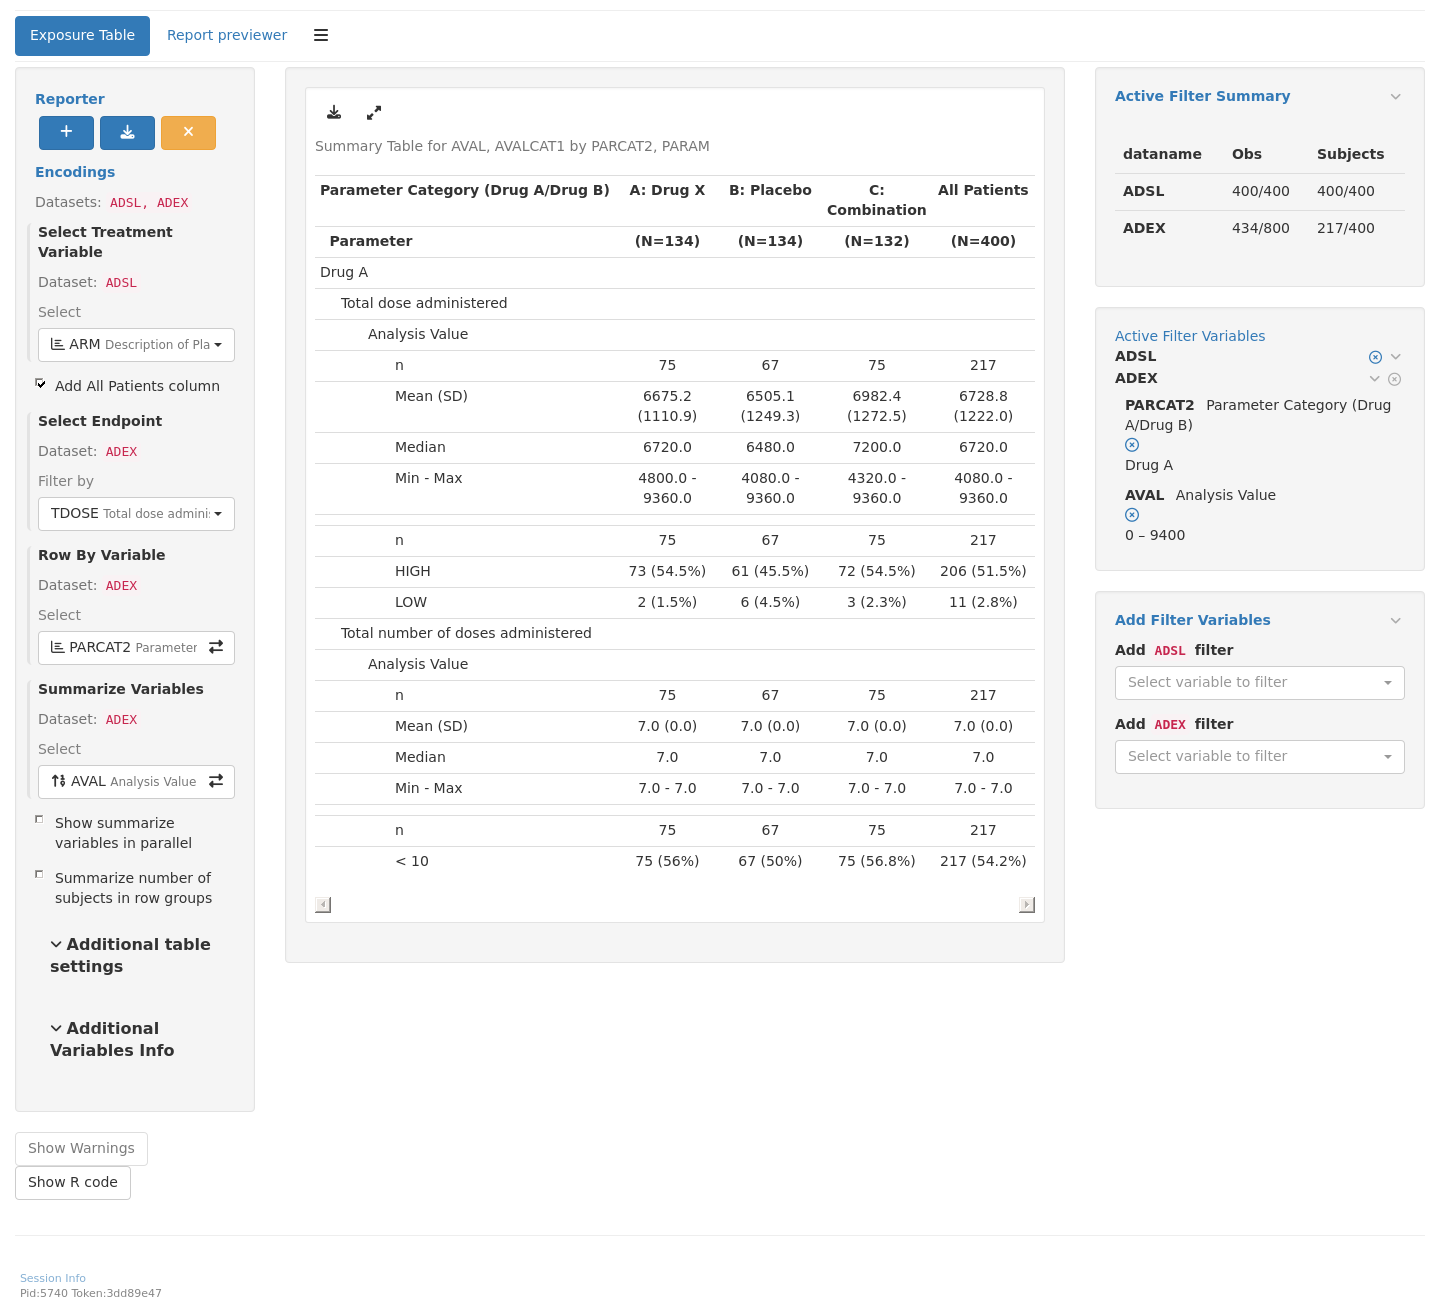 Exposure Table
Report previewer
Reporter
Encodings
Datasets: ADSL, ADEX
Select Treatment
Variable
Dataset: ADSL
Select
ARM Description of Pla
Add All Patients column
Select Endpoint
Dataset: ADEX
Filter by
TDOSE Total dose adminis
Row By Variable
Dataset: ADEX
Select
PARCAT2 Parameter
Summarize Variables
Dataset: ADEX
Select
AVAL Analysis Value
Show summarize
variables in parallel
Summarize number of
subjects in row groups
Additional table
settings
Additional
Variables Info
Show Warnings
Show R code
Summary Table for AVAL, AVALCAT1 by PARCAT2, PARAM
Parameter Category (Drug A/Drug B) A: Drug X B: Placebo C: All Patients
Combination
Parameter (N=134) (N=134) (N=132) (N=400)
Drug A
Total dose administered
Analysis Value
n 75 67 75 217
Mean (SD) 6675.2 6505.1 6982.4 6728.8
(1110.9) (1249.3) (1272.5) (1222.0)
Median 6720.0 6480.0 7200.0 6720.0
Min - Max 4800.0 - 4080.0 - 4320.0 - 4080.0 -
9360.0 9360.0 9360.0 9360.0
n 75 67 75 217
HIGH 73 (54.5%) 61 (45.5%) 72 (54.5%) 206 (51.5%)
LOW 2 (1.5%) 6 (4.5%) 3 (2.3%) 11 (2.8%)
Total number of doses administered
Analysis Value
n 75 67 75 217
Mean (SD) 7.0 (0.0) 7.0 (0.0) 7.0 (0.0) 7.0 (0.0)
Median 7.0 7.0 7.0 7.0
Min - Max 7.0 - 7.0 7.0 - 7.0 7.0 - 7.0 7.0 - 7.0
n 75 67 75 217
< 10 75 (56%) 67 (50%) 75 (56.8%) 217 (54.2%)
Active Filter Summary
dataname Obs Subjects
ADSL 400/400 400/400
ADEX 434/800 217/400
Active Filter Variables
ADSL
ADEX
PARCAT2 Parameter Category (Drug
A/Drug B)
Drug A
AVAL Analysis Value
0 – 9400
Add Filter Variables
Add ADSL filter
Select variable to filter
Add ADEX filter
Select variable to filter
Session Info
Pid:5740 Token:3dd89e47